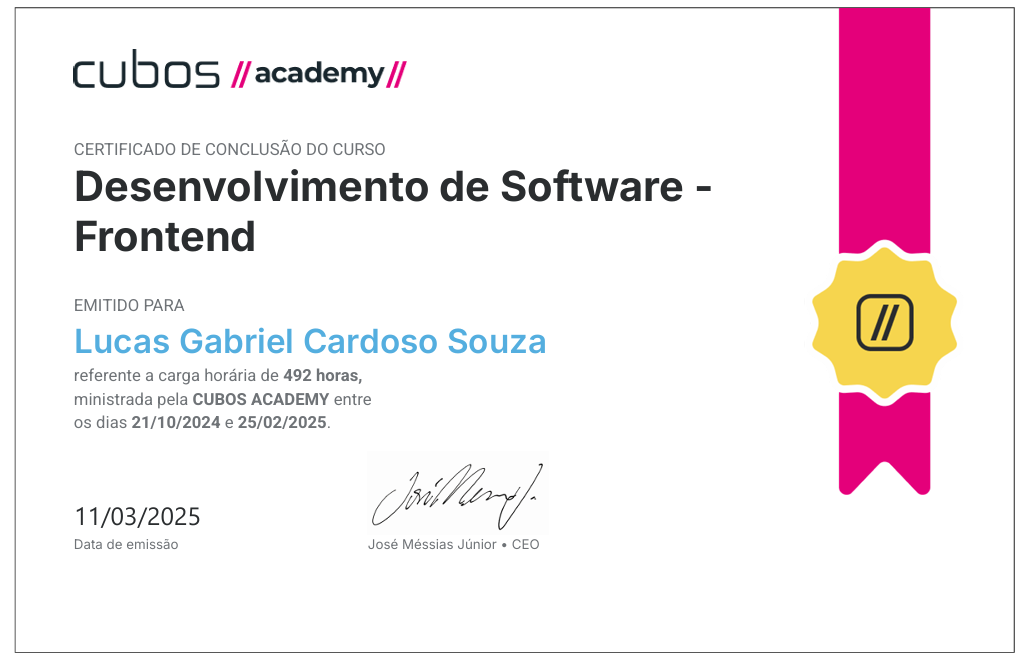 cubos //academy//
CERTIFICADO DE CONCLUSÃO DO CURSO
Desenvolvimento de Software -
Frontend
EMITIDO PARA
Lucas Gabriel Cardoso Souza
referente a carga horária de 492 horas,
ministrada pela CUBOS ACADEMY entre
os dias 21/10/2024 e 25/02/2025.
11/03/2025
Data de emissão
José Méssias Júnior • CEO
//